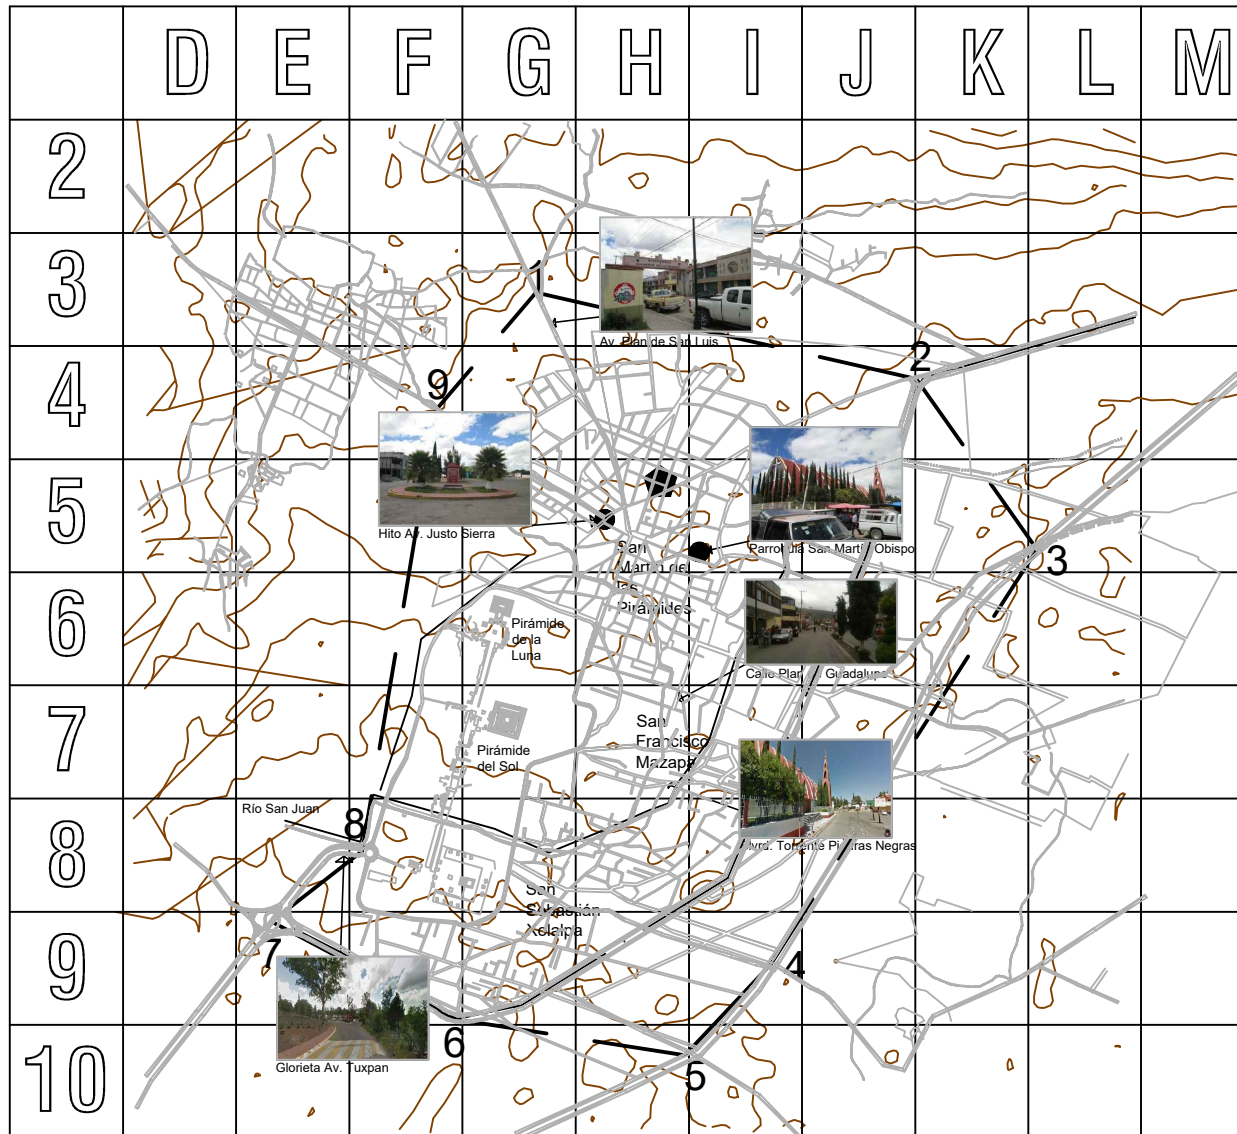 D E F G H I J K L M
2
3
Av. Plan de San Luis
2
4
9
5
Hito Av. Justo Sierra
San
Martín de
las
Pirámides
Parroquia San Martín Obispo
3
6
Pirámide
de la
Luna
Calle Plan de Guadalupe
7
San
Francisco
Mazapa
Pirámide
del Sol
Río San Juan
8
8
Blvrd. Torrente Piedras Negras
San
Sebastián
Xolalpa
9
7
4
6
10
5
Glorieta Av. Tuxpan